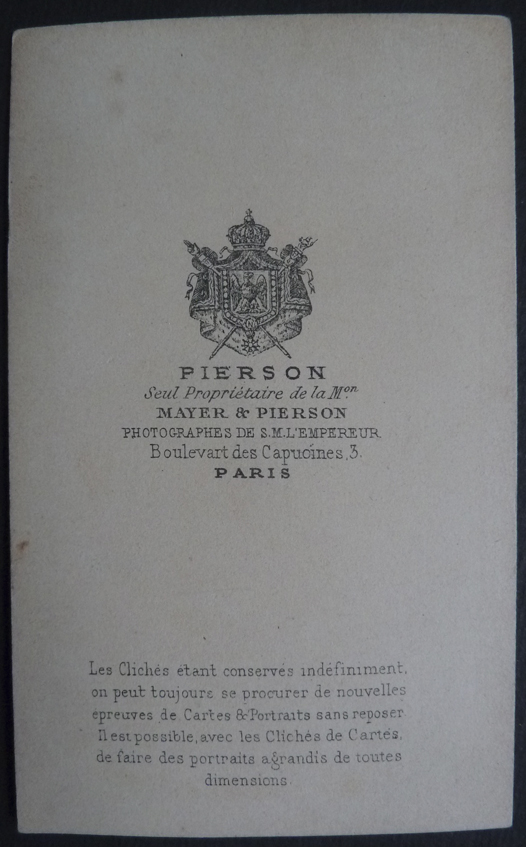 PIERSON
Seul Propriétaire de la Mon
MAYER & PIERSON
PHOTOGRAPHES DE S.M.L'EMPEREUR
Boulevart des Capucines, 3.
PARIS
Les Clichés étant conservés indéfiniment,
on peut toujours se procurer de nouvelles
épreuves de Cartes & Portraits sans reposer
Il est possible, avec les Clichés de Cartes,
de faire des portraits agrandis de toutes
dimensions.